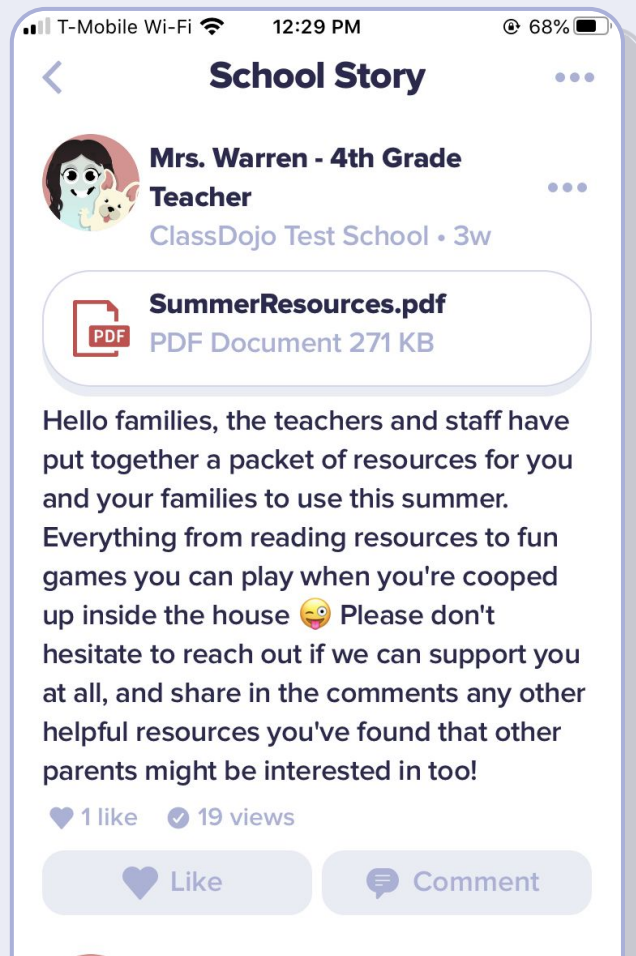 T-Mobile Wi-Fi 12:29 PM 68%
School Story
Mrs. Warren - 4th Grade
Teacher
ClassDojo Test School • 3w
SummerResources.pdf
PDF
PDF Document 271 KB
Hello families, the teachers and staff have
put together a packet of resources for you
and your families to use this summer.
Everything from reading resources to fun
games you can play when you're cooped
up inside the house 😜 Please don't
hesitate to reach out if we can support you
at all, and share in the comments any other
helpful resources you've found that other
parents might be interested in too!
1 like 19 views
Like Comment